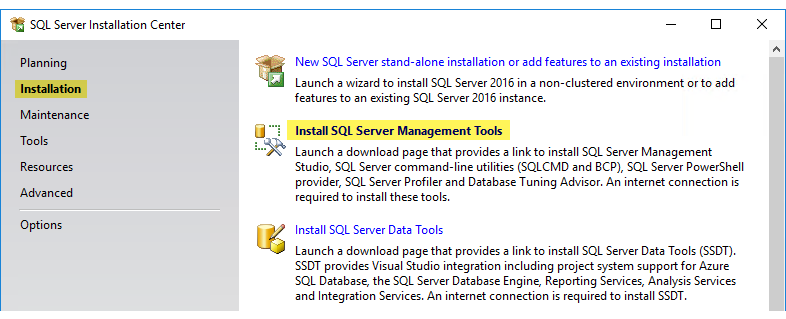 SQL Server Installation Center
Planning
Installation
Maintenance
Tools
Resources
Advanced
Options
New SQL Server stand-alone installation or add features to an existing installation
Launch a wizard to install SQL Server 2016 in a non-clustered environment or to add
features to an existing SQL Server 2016 instance.
Install SQL Server Management Tools
Launch a download page that provides a link to install SQL Server Management
Studio, SQL Server command-line utilities (SQLCMD and BCP), SQL Server PowerShell
provider, SQL Server Profiler and Database Tuning Advisor. An internet connection is
required to install these tools.
Install SQL Server Data Tools
Launch a download page that provides a link to install SQL Server Data Tools (SSDT).
SSDT provides Visual Studio integration including project system support for Azure
SQL Database, the SQL Server Database Engine, Reporting Services, Analysis Services
and Integration Services. An internet connection is required to install SSDT.